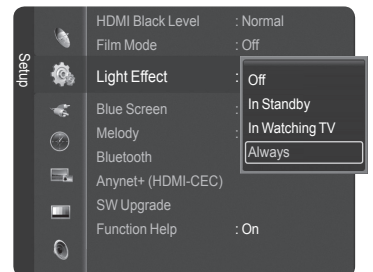 Setup
HDMI Black Level : Normal
Film Mode : Off
Light Effect :
Off
In Standby
In Watching TV
Always
Blue Screen :
Melody :
Bluetooth
Anynet+ (HDMI-CEC)
SW Upgrade
Function Help : On